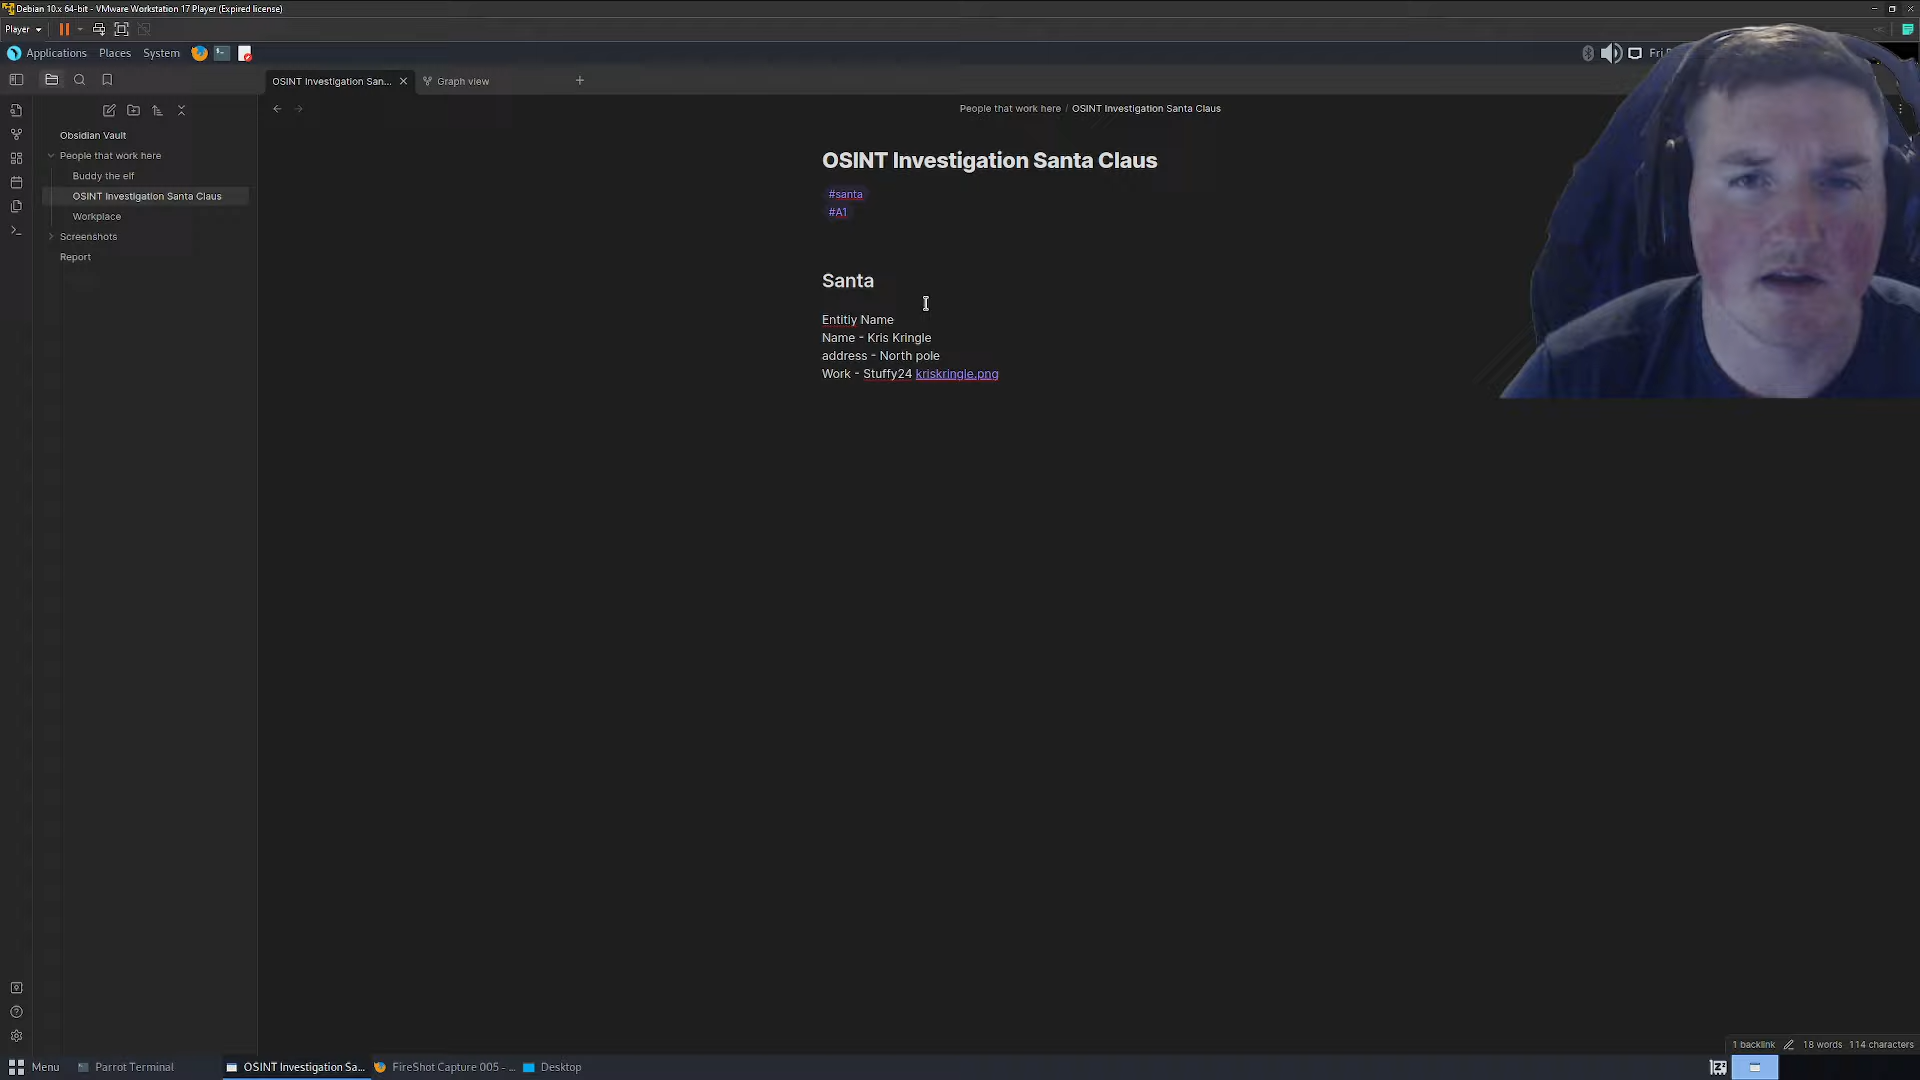 Debian 10.x 64-bit - VMware Workstation 17 Player (Expired license)
Player
Applications Places System
Fri
OSINT Investigation San...
Graph view
People that work here / OSINT Investigation Santa Claus
Obsidian Vault
People that work here
Buddy the elf
OSINT Investigation Santa Claus
Workplace
Screenshots
Report
OSINT Investigation Santa Claus
#santa
#A1
Santa
Entitiy Name
Name - Kris Kringle
address - North pole
Work - Stuffy24 kriskringle.png
1 backlink 18 words 114 characters
Menu
Parrot Terminal
OSINT Investigation Sa...
FireShot Capture 005 - ...
Desktop